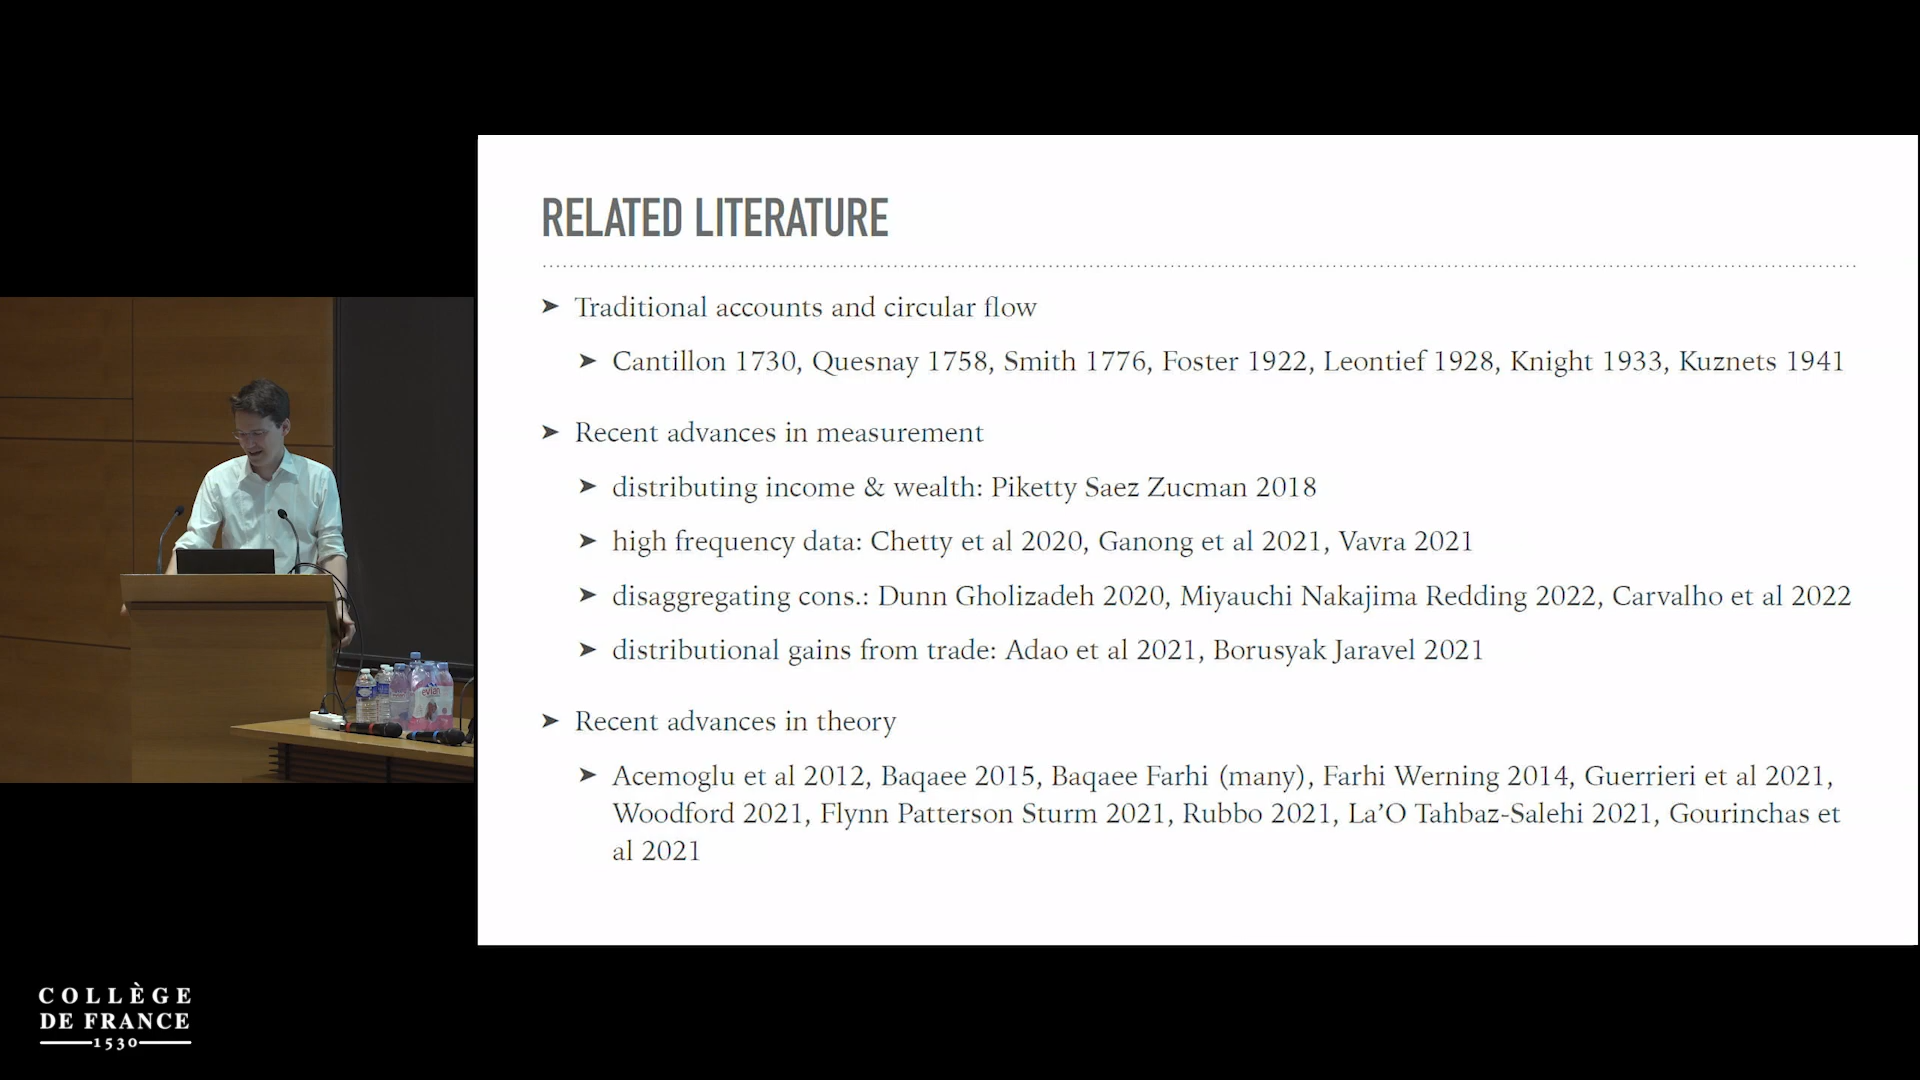 RELATED LITERATURE
➤ Traditional accounts and circular flow
➤ Cantillon 1730, Quesnay 1758, Smith 1776, Foster 1922, Leontief 1928, Knight 1933, Kuznets 1941
➤ Recent advances in measurement
➤ distributing income & wealth: Piketty Saez Zucman 2018
➤ high frequency data: Chetty et al 2020, Ganong et al 2021, Vavra 2021
➤ disaggregating cons.: Dunn Gholizadeh 2020, Miyauchi Nakajima Redding 2022, Carvalho et al 2022
➤ distributional gains from trade: Adao et al 2021, Borusyak Jaravel 2021
➤ Recent advances in theory
➤ Acemoglu et al 2012, Baqaee 2015, Baqaee Farhi (many), Farhi Werning 2014, Guerrieri et al 2021,
Woodford 2021, Flynn Patterson Sturm 2021, Rubbo 2021, La'O Tahbaz-Salehi 2021, Gourinchas et
al 2021
evian
COLLÈGE
DE FRANCE
1530